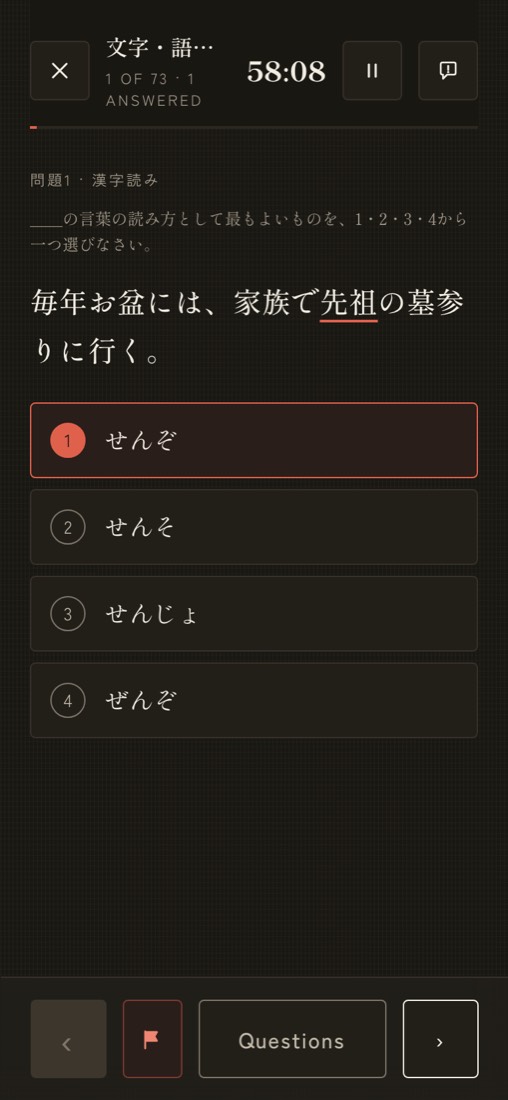 文字・語…
1 OF 73 · 1
ANSWERED
58:08
問題1 · 漢字読み
____の言葉の読み方として最もよいものを、1・2・3・4から
一つ選びなさい。
毎年お盆には、家族で先祖の墓参
りに行く。
1 せんぞ
2 せんそ
3 せんじょ
4 ぜんぞ
Questions